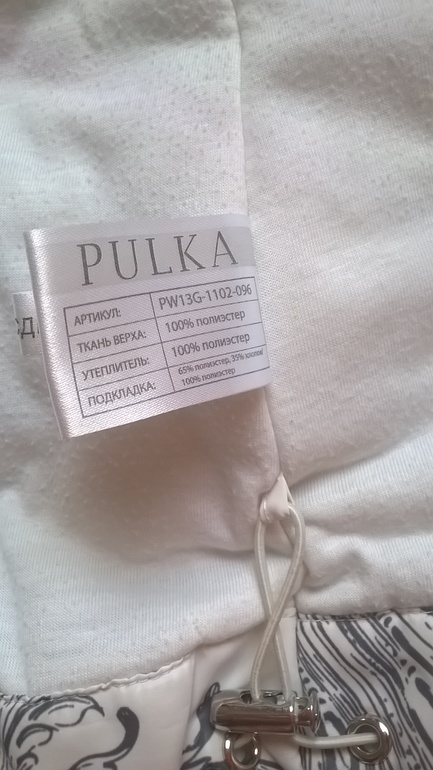 PULKA
АРТИКУЛ: PW13G-1102-096
ТКАНЬ ВЕРХА: 100% полиэстер
УТЕПЛИТЕЛЬ: 100% полиэстер
ПОДКЛАДКА: 65% полиэстер, 35% хлопок
100% полиэстер